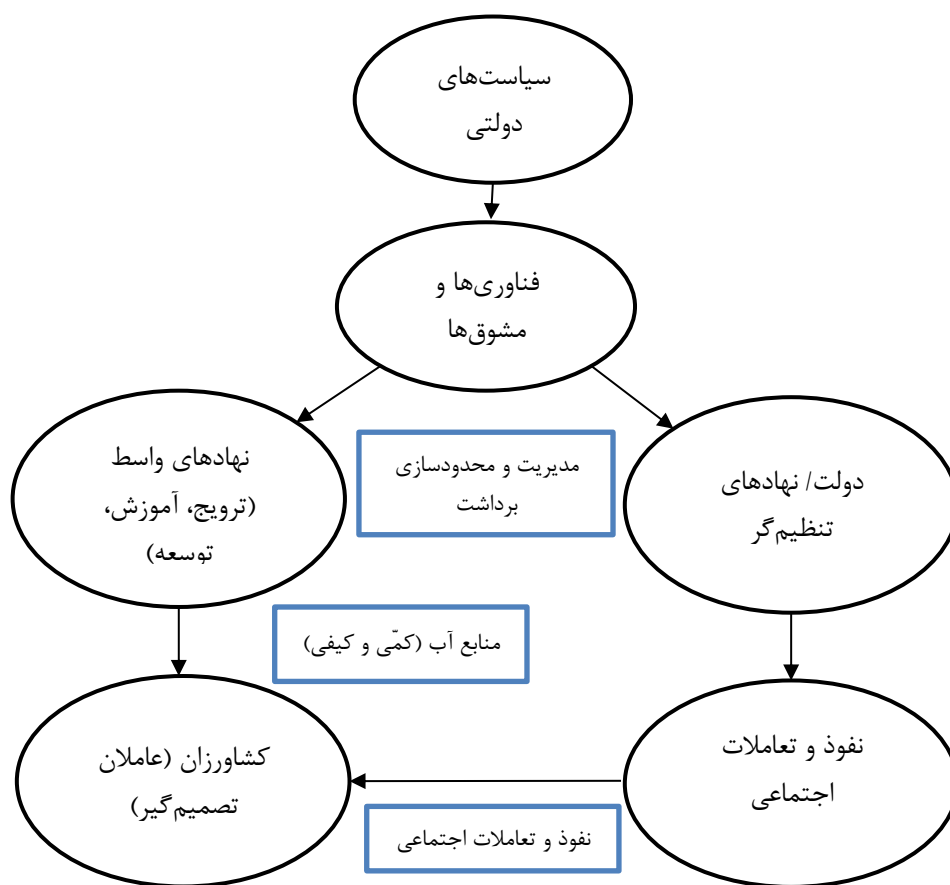 سیاست‌های
دولتی
فناوری‌ها و
مشوق‌ها
نهادهای واسط
(ترویج، آموزش،
توسعه)
مدیریت و محدودسازی
برداشت
دولت/ نهادهای
تنظیم‌گر
منابع آب (کمّی و کیفی)
کشاورزان (عاملان
تصمیم‌گیر)
نفوذ و تعاملات
اجتماعی
نفوذ و تعاملات اجتماعی